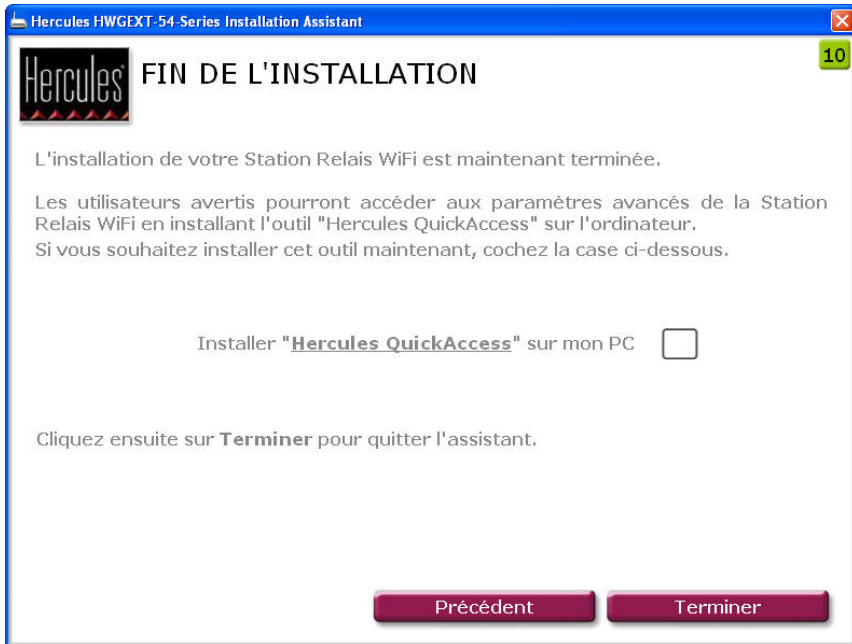 Hercules HWGEXT-54-Series Installation Assistant
Hercules
FIN DE L'INSTALLATION
10
L'installation de votre Station Relais WiFi est maintenant terminée.
Les utilisateurs avertis pourront accéder aux paramètres avancés de la Station
Relais WiFi en installant l'outil "Hercules QuickAccess" sur l'ordinateur.
Si vous souhaitez installer cet outil maintenant, cochez la case ci-dessous.
Installer "Hercules QuickAccess" sur mon PC
Cliquez ensuite sur Terminer pour quitter l'assistant.
Précédent
Terminer